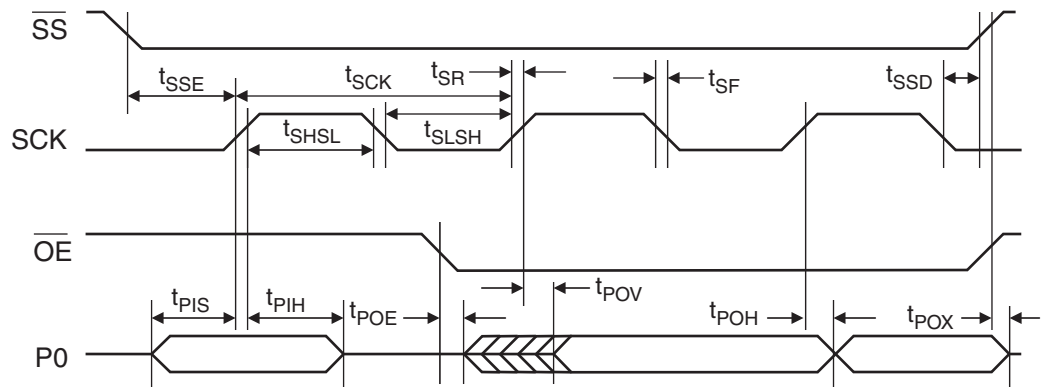 SS
tSSE
tSCK
tSR
tSF
tSSD
SCK
tSHSL
tSLSH
OE
tPIS
tPIH
tPOE
tPOV
tPOH
tPOX
P0